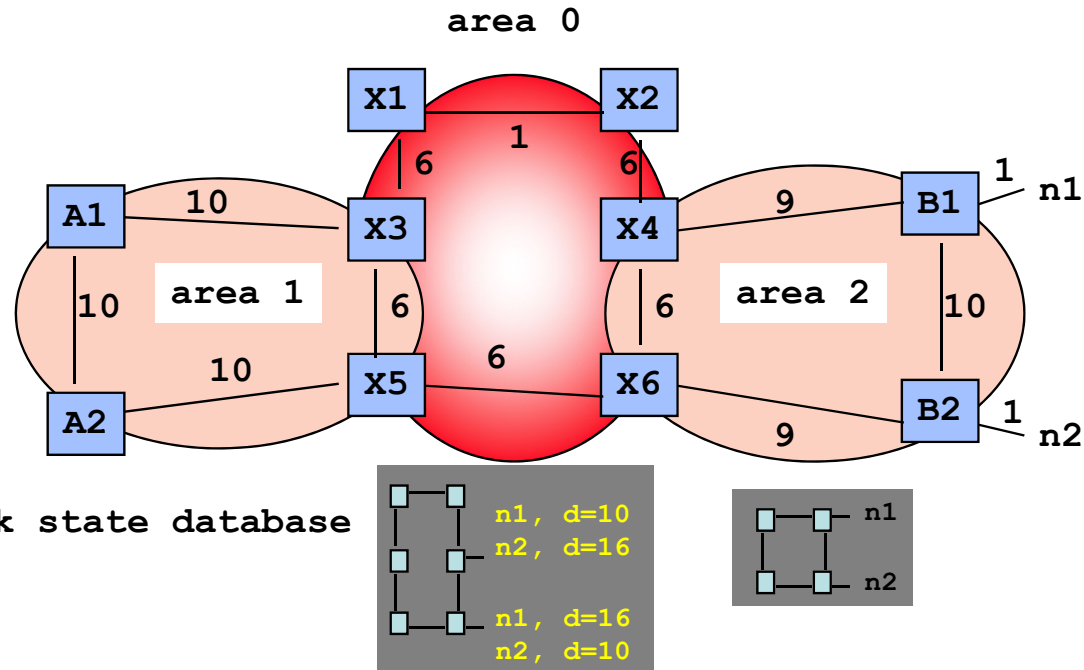 area 0
X1
X2
1
6
6
1
n1
A1
10
X3
X4
9
B1
area 1
area 2
10
6
6
10
10
6
X5
X6
A2
B2
1
n2
9
k state database
n1, d=10
n2, d=16
n1, d=16
n2, d=10
n1
n2